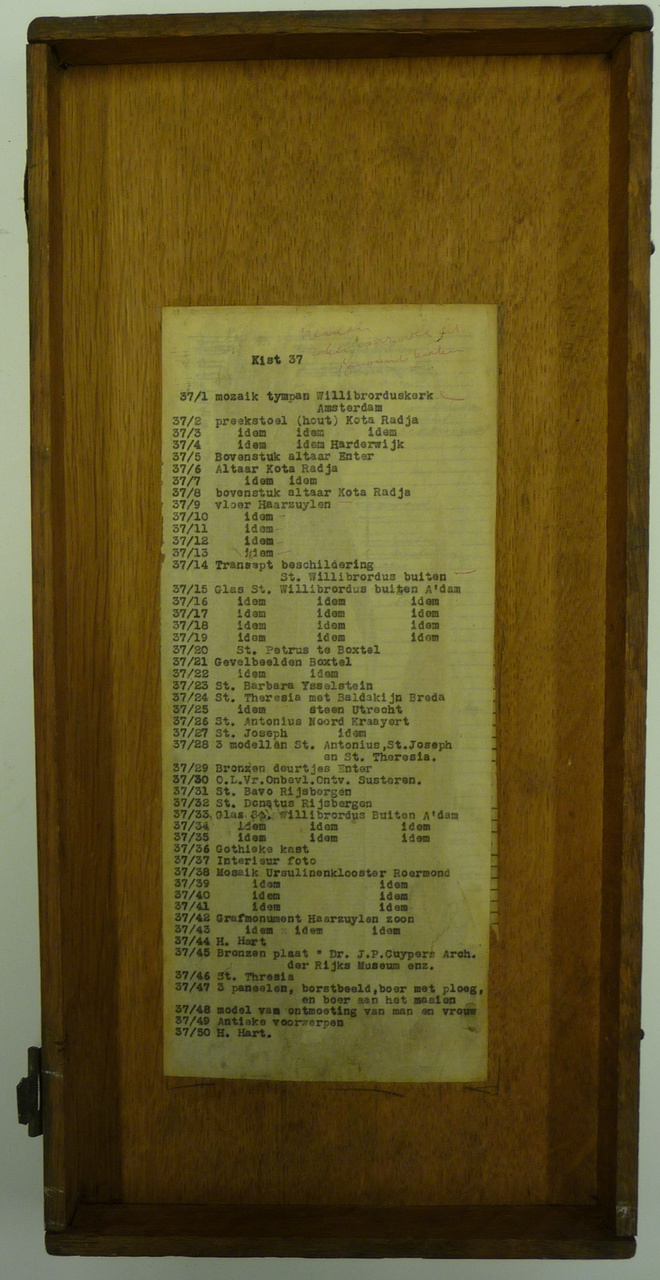 Kist 37
37/1 mozaik tympan Willibrorduskerk
Amsterdam
37/2 preekstoel (hout) Kota Radja
37/3 idem idem idem
37/4 idem idem Harderwijk
37/5 Bovenstuk altaar Enter
37/6 Altaar Kota Radja
37/7 idem idem
37/8 bovenstuk altaar Kota Radja
37/9 vloer Haarzuylen
37/10 idem
37/11 idem
37/12 idem
37/13 idem
37/14 Transept beschildering
St. Willibrordus buiten
37/15 Glas St. Willibrordus buiten A'dam
37/16 idem idem idem
37/17 idem idem idem
37/18 idem idem idem
37/19 idem idem idem
37/20 St. Petrus te Boxtel
37/21 Gevelbeelden Boxtel
37/22 idem idem
37/23 St. Barbara Ysselstein
37/24 St. Theresia met Baldakijn Breda
37/25 idem steen Utrecht
37/26 St. Antonius Noord Kraayert
37/27 St. Joseph idem
37/28 3 modellen St. Antonius,St.Joseph
en St. Theresia.
37/29 Bronzen deurtjes Enter
37/30 O.L.Vr.Onbevl.Ontv. Susteren.
37/31 St. Bavo Rijsbergen
37/32 St. Donatus Rijsbergen
37/33 Glas St. Willibrordus Buiten A'dam
37/34 idem idem idem
37/35 idem idem idem
37/36 Gothieke kast
37/37 Interieur foto
37/38 Mosaik Ursulinenklooster Roermond
37/39 idem idem
37/40 idem idem
37/41 idem idem
37/42 Grafmonument Haarzuylen zoon
37/43 idem idem idem
37/44 H. Hart
37/45 Bronzen plaat " Dr. J.P.Cuypers Arch.
der Rijks Museum enz.
37/46 St. Thresia
37/47 3 paneelen, borstbeeld,boer met ploeg,
en boer aan het maaien
37/48 model van ontmoeting van man en vrouw
37/49 Antieke voorwerpen
37/50 H. Hart.